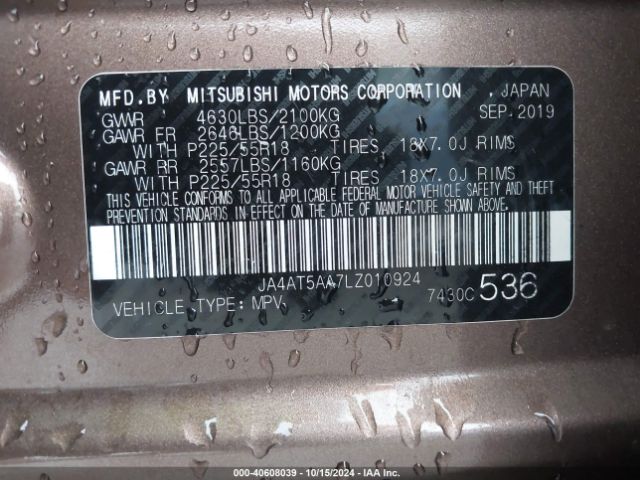 MFD.BY MITSUBISHI MOTORS CORPORATION , JAPAN
GVWR 4630LBS/2100KG SEP.2019
GAWR FR 2646LBS/1200KG
WITH P225/55R18 TIRES, 18X7.0J RIMS
GAWR RR 2557LBS/1160KG
WITH P225/55R18 TIRES, 18X7.0J RIMS
THIS VEHICLE CONFORMS TO ALL APPLICABLE FEDERAL MOTOR VEHICLE SAFETY AND THEFT
PREVENTION STANDARDS IN-EFFECT ON THE DATE OF MANUFACTURE SHOWN ABOVE.
JA4AT5AA7LZ010924
VEHICLE TYPE: MPV 7430C 536
000-40608039 - 10/15/2024 - IAA Inc.